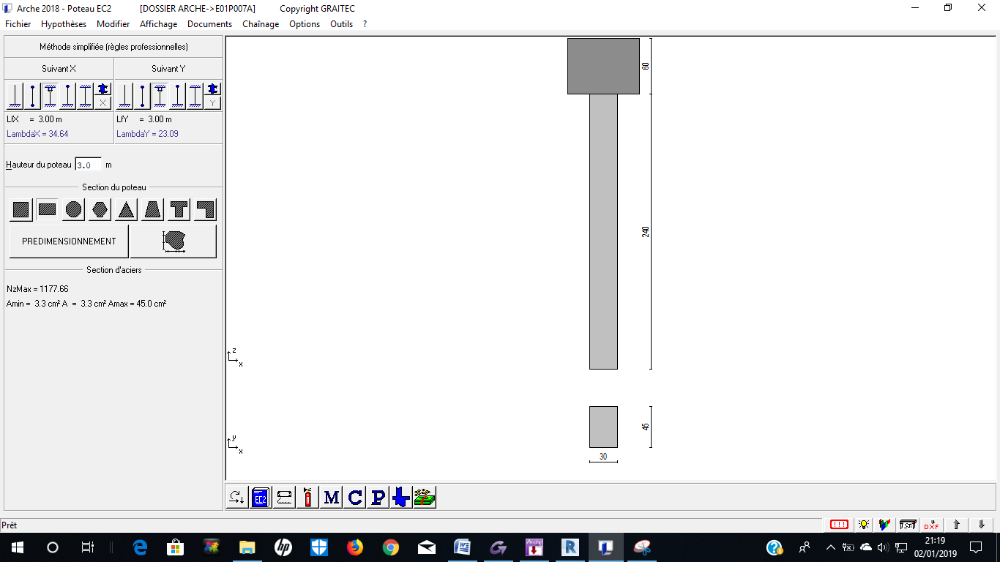 Arche 2018 - Poteau EC2 [DOSSIER ARCHE->E01P007A] Copyright GRAITEC
Fichier Hypothèses Modifier Affichage Documents Chaînage Options Outils ?
Méthode simplifiée (règles professionnelles)
Suivant X Suivant Y
X Y
LfX = 3.00 m LfY = 3.00 m
LambdaX = 34.64 LambdaY = 23.09
Hauteur du poteau 3.0 m
Section du poteau
PREDIMENSIONNEMENT
Section d'aciers
NzMax = 1177.66
Amin = 3.3 cm² A = 3.3 cm² Amax = 45.0 cm²
60
240
z
x
45
y
x
30
EC2 M C P
Prêt
DXF
21:19
02/01/2019